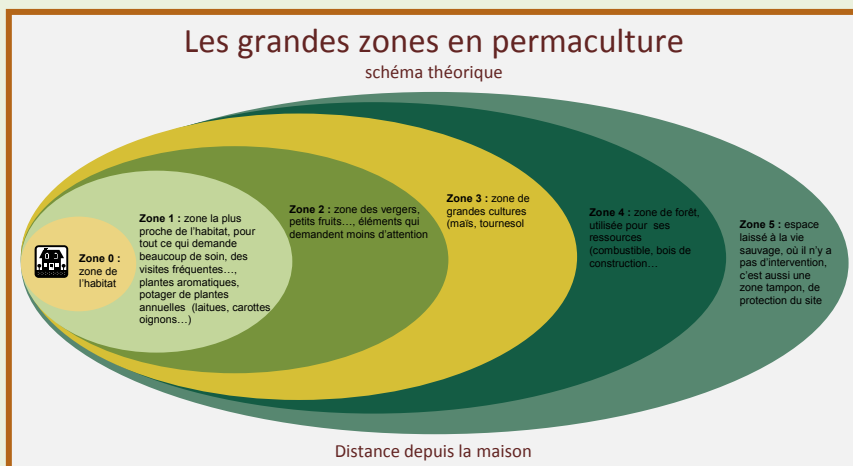 Les grandes zones en permaculture
schéma théorique
Zone 0 :
zone de
l'habitat
Zone 1 : zone la plus
proche de l'habitat, pour
tout ce qui demande
beaucoup de soin, des
visites fréquentes…,
plantes aromatiques,
potager de plantes
annuelles (laitues, carottes
oignons…)
Zone 2 : zone des vergers,
petits fruits…, éléments qui
demandent moins d'attention
Zone 3 : zone de
grandes cultures
(maïs, tournesol
Zone 4 : zone de forêt,
utilisée pour ses
ressources
(combustible, bois de
construction…
Zone 5 : espace
laissé à la vie
sauvage, où il n'y a
pas d'intervention,
c'est aussi une
zone tampon, de
protection du site
Distance depuis la maison